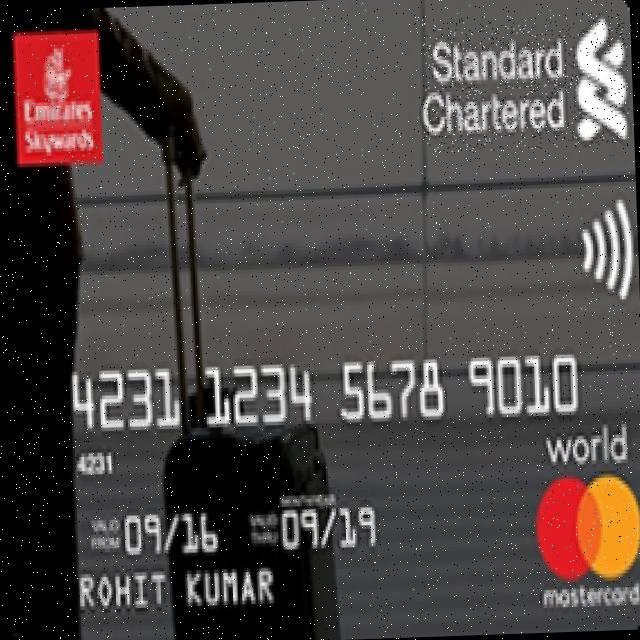 Emirates
Skywards
Standard
Chartered
4231 1234 5678 9010
4231
world
VALID FROM 09/16 VALID THRU 09/19
ROHIT KUMAR
mastercard